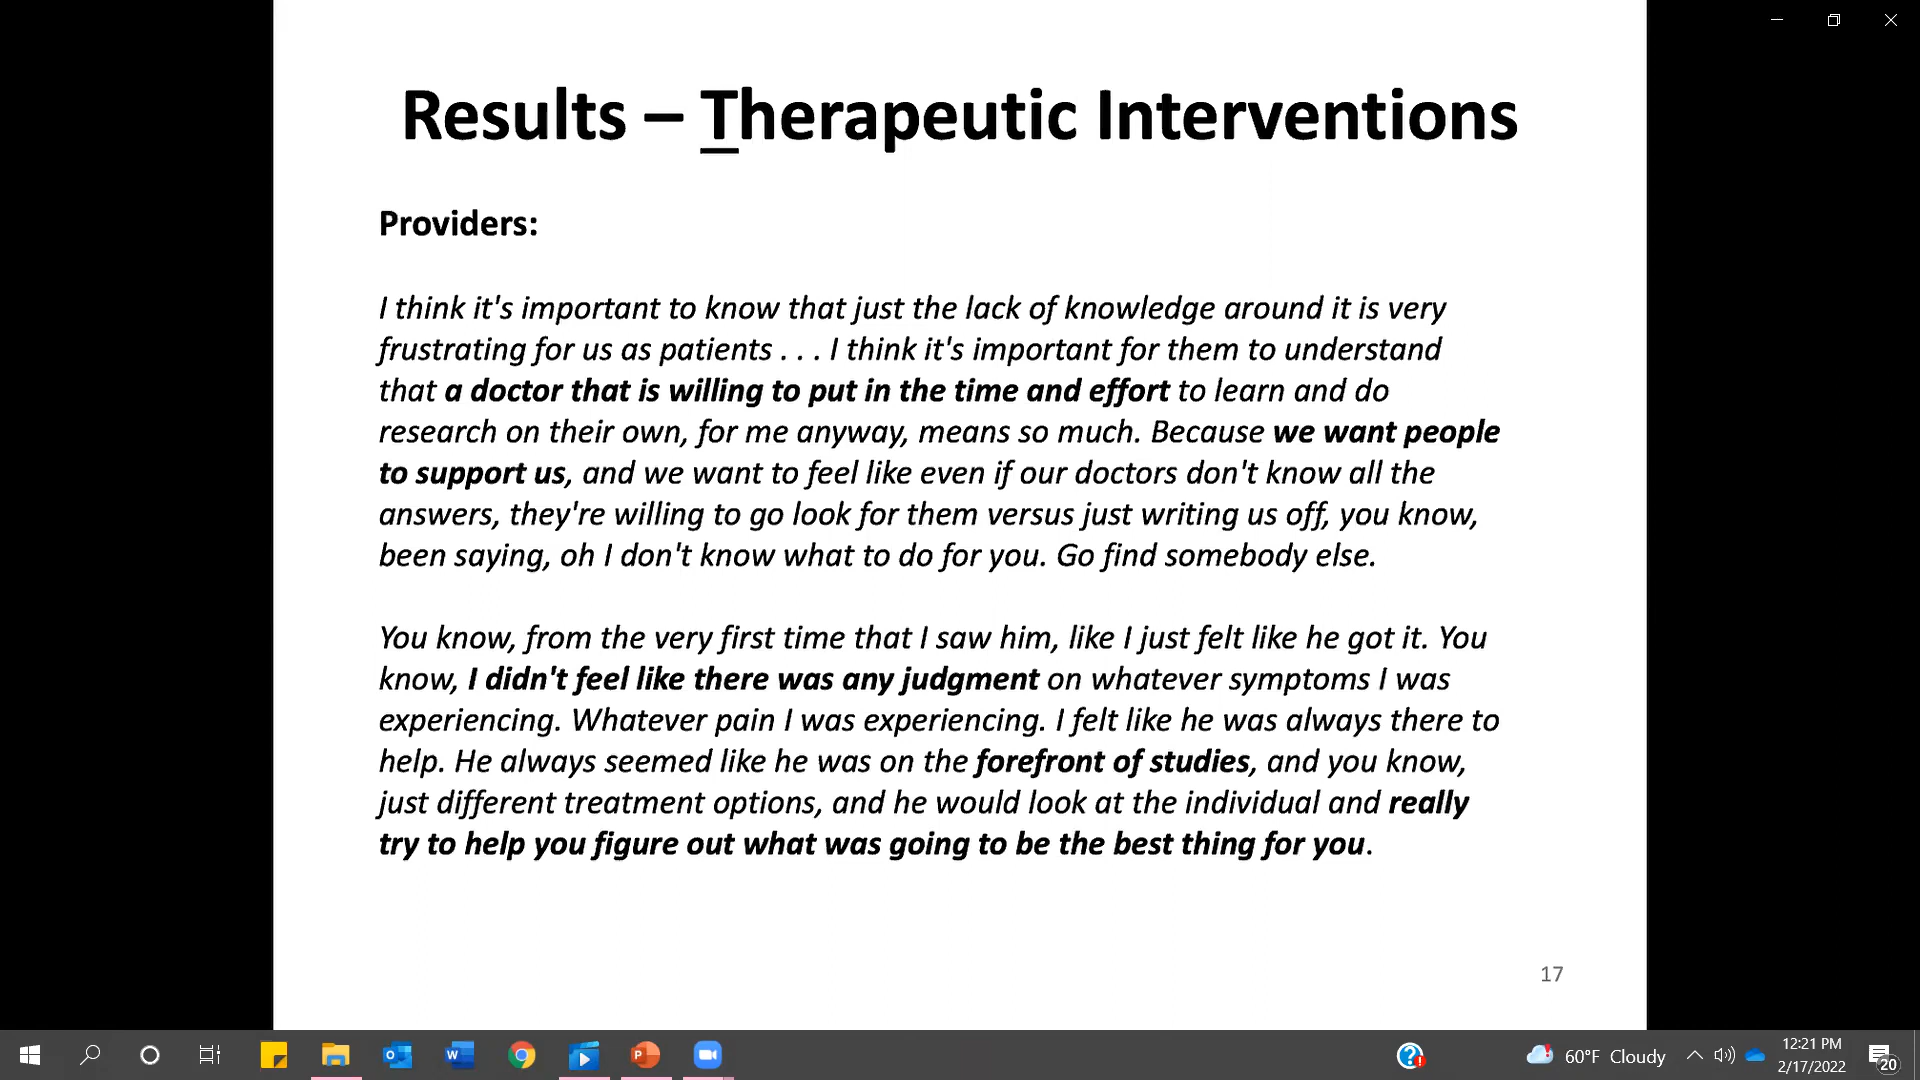 Results – Therapeutic Interventions
Providers:
I think it's important to know that just the lack of knowledge around it is very
frustrating for us as patients . . . I think it's important for them to understand
that a doctor that is willing to put in the time and effort to learn and do
research on their own, for me anyway, means so much. Because we want people
to support us, and we want to feel like even if our doctors don't know all the
answers, they're willing to go look for them versus just writing us off, you know,
been saying, oh I don't know what to do for you. Go find somebody else.
You know, from the very first time that I saw him, like I just felt like he got it. You
know, I didn't feel like there was any judgment on whatever symptoms I was
experiencing. Whatever pain I was experiencing. I felt like he was always there to
help. He always seemed like he was on the forefront of studies, and you know,
just different treatment options, and he would look at the individual and really
try to help you figure out what was going to be the best thing for you.
17
60°F Cloudy
12:21 PM
2/17/2022
20